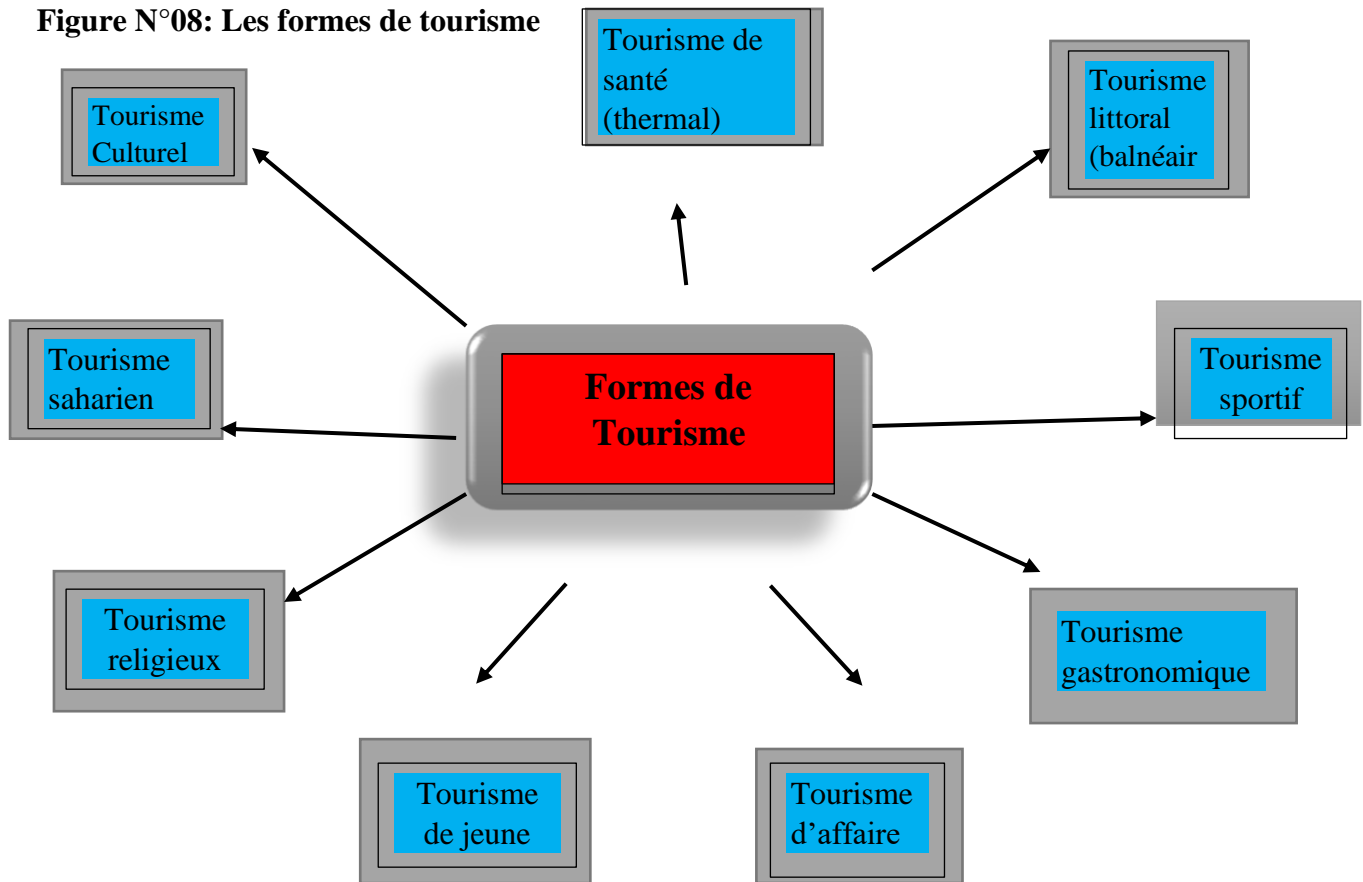 Figure N°08: Les formes de tourisme
Tourisme de
santé
(thermal)
Tourisme
littoral
(balnéair
Tourisme
Culturel
Tourisme
saharien
Formes de
Tourisme
Tourisme
sportif
Tourisme
religieux
Tourisme
gastronomique
Tourisme
de jeune
Tourisme
d’affaire